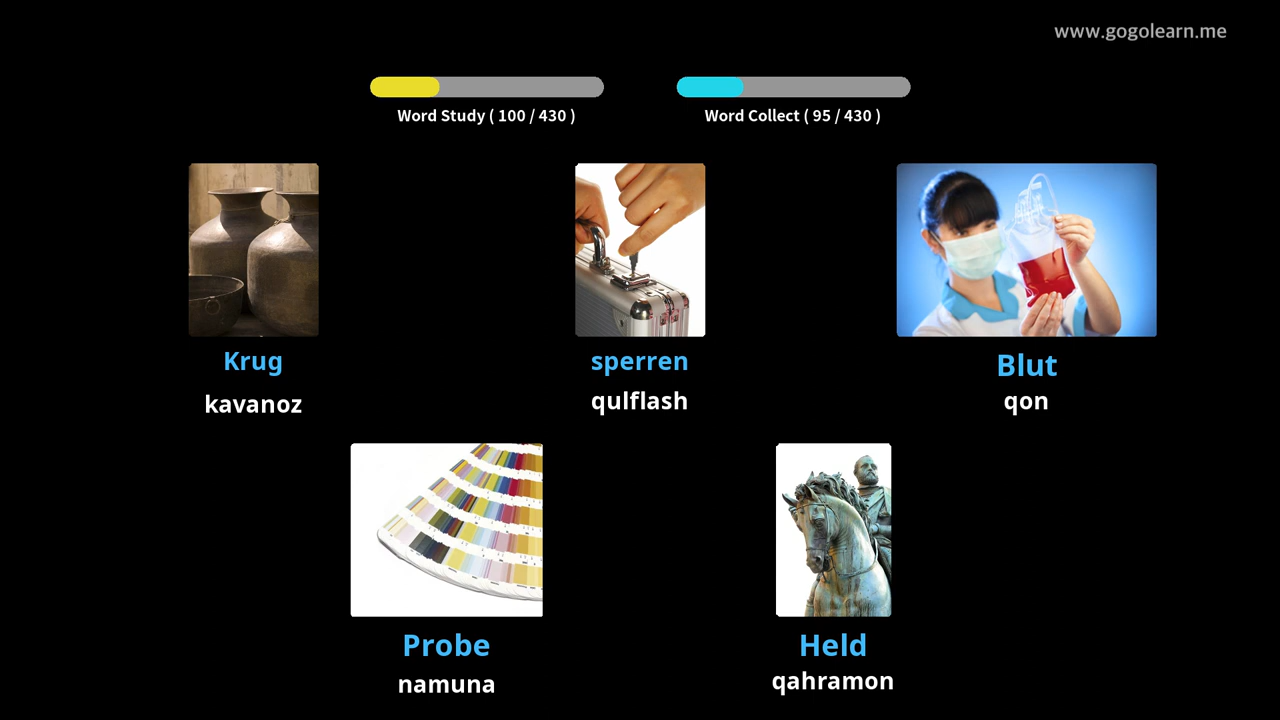 www.gogolearn.me
Word Study ( 100 / 430 )
Word Collect ( 95 / 430 )
Krug
kavanoz
sperren
qulflash
Blut
qon
Probe
namuna
Held
qahramon